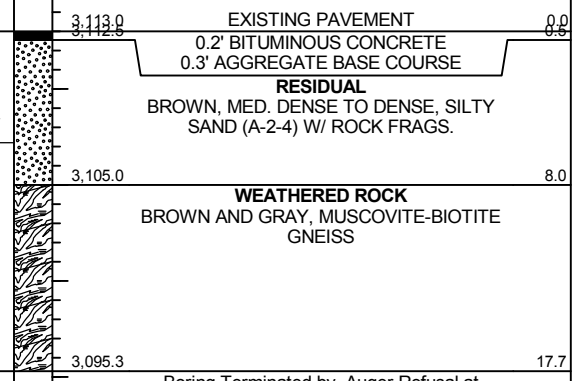 3,113.0 EXISTING PAVEMENT 0.0
3,112.5 0.5
0.2' BITUMINOUS CONCRETE
0.3' AGGREGATE BASE COURSE
RESIDUAL
BROWN, MED. DENSE TO DENSE, SILTY
SAND (A-2-4) W/ ROCK FRAGS.
3,105.0 8.0
WEATHERED ROCK
BROWN AND GRAY, MUSCOVITE-BIOTITE
GNEISS
3,095.3 17.7
Boring Terminated by Auger Refusal at